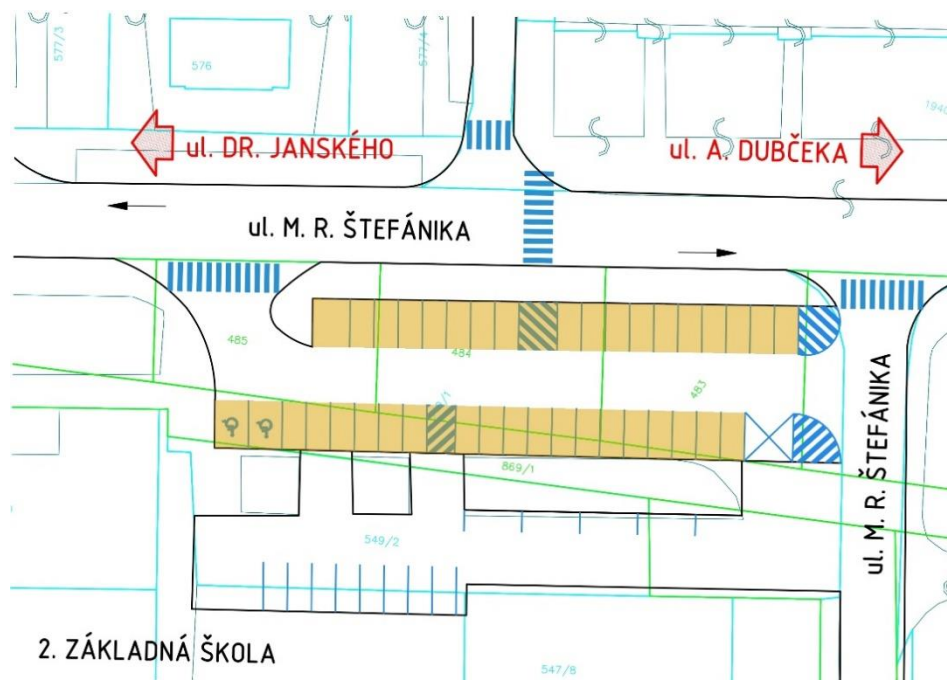 577/3
576
577/4
1940
ul. DR. JANSKÉHO
ul. A. DUBČEKA
ul. M. R. ŠTEFÁNIKA
485
484
483
869/1
549/2
ul. M. R. ŠTEFÁNIKA
2. ZÁKLADNÁ ŠKOLA
547/8